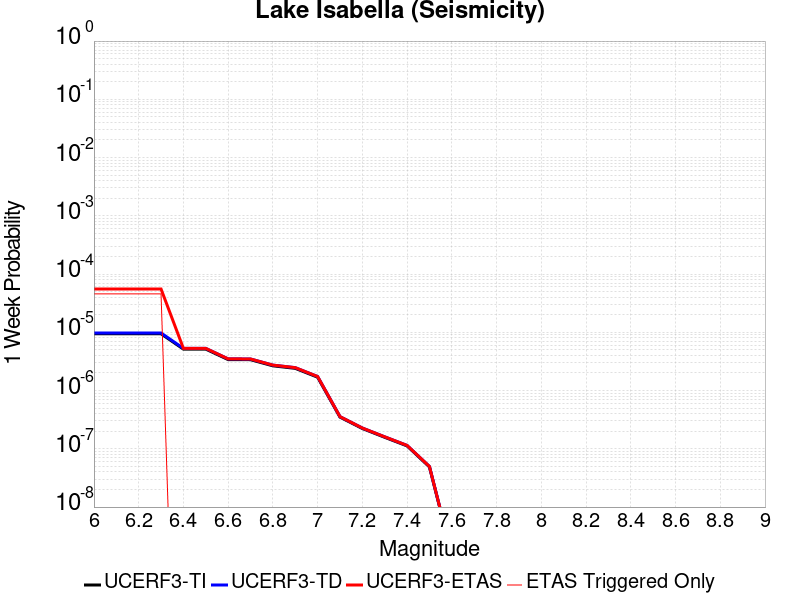 Lake Isabella (Seismicity)
10^0
10^-1
10^-2
10^-3
10^-4
10^-5
10^-6
10^-7
10^-8
1 Week Probability
6 6.2 6.4 6.6 6.8 7 7.2 7.4 7.6 7.8 8 8.2 8.4 8.6 8.8 9
Magnitude
UCERF3-TI UCERF3-TD UCERF3-ETAS ETAS Triggered Only